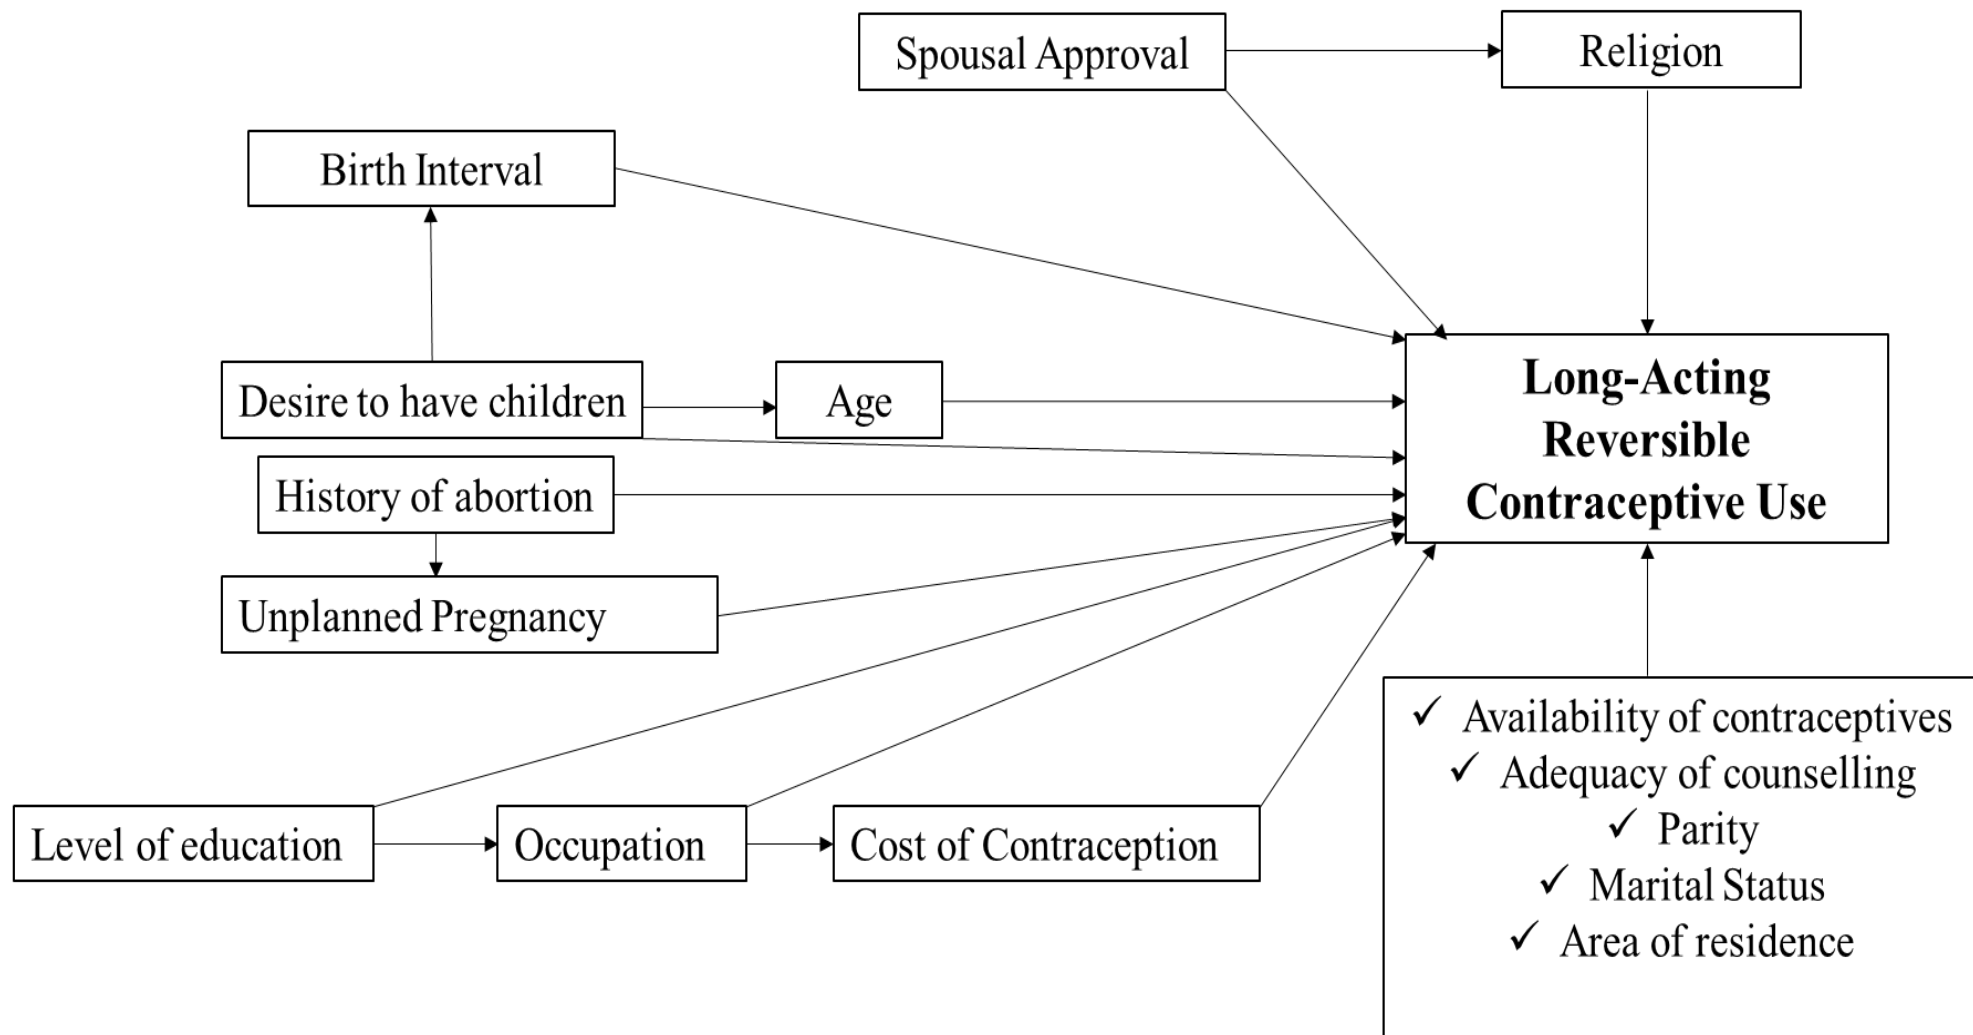 Spousal Approval
Religion
Birth Interval
Desire to have children
Age
Long-Acting
Reversible
Contraceptive Use
History of abortion
Unplanned Pregnancy
Level of education
Occupation
Cost of Contraception
✓ Availability of contraceptives
✓ Adequacy of counselling
✓ Parity
✓ Marital Status
✓ Area of residence